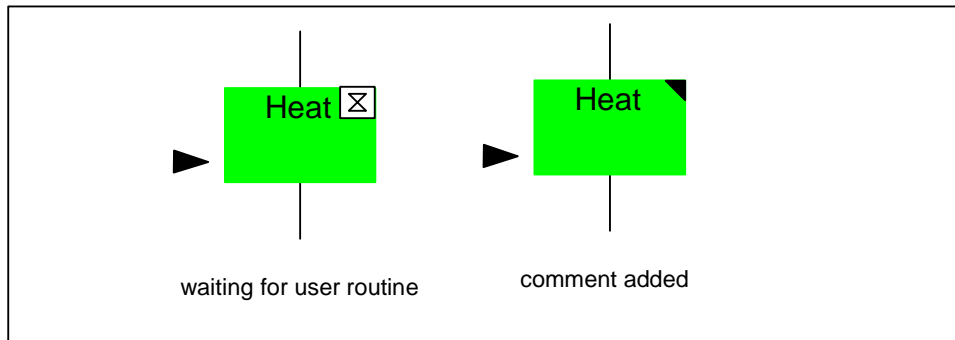 Heat
Heat
waiting for user routine
comment added